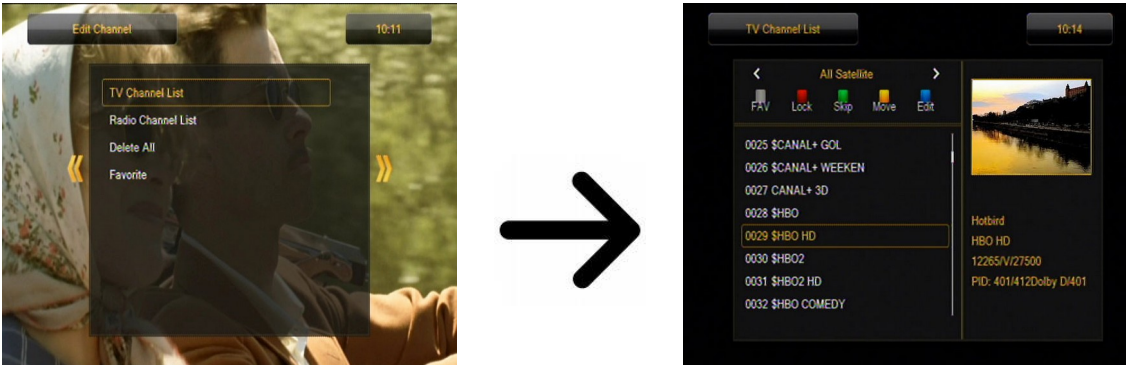 Edit Channel
10:11
TV Channel List
Radio Channel List
Delete All
Favorite
TV Channel List
10:14
All Satellite
FAV Lock Skip Move Edit
0025 $CANAL+ GOL
0026 $CANAL+ WEEKEN
0027 CANAL+ 3D
0028 $HBO
0029 $HBO HD
0030 $HBO2
0031 $HBO2 HD
0032 $HBO COMEDY
Hotbird
HBO HD
12265/V/27500
PID: 401/412Dolby D/401